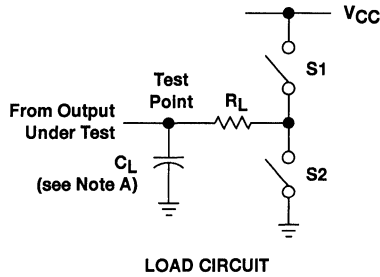 VCC
S1
Test
Point
RL
From Output
Under Test
CL
(see Note A)
S2
LOAD CIRCUIT